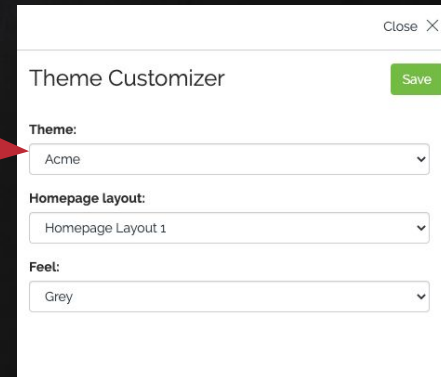 Close ×
Theme Customizer
Save
Theme:
Acme
Homepage layout:
Homepage Layout 1
Feel:
Grey